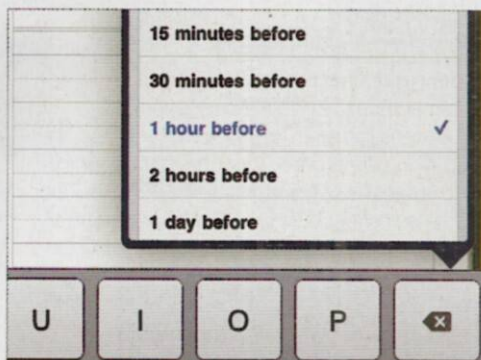 15 minutes before
30 minutes before
1 hour before
2 hours before
1 day before
U I O P